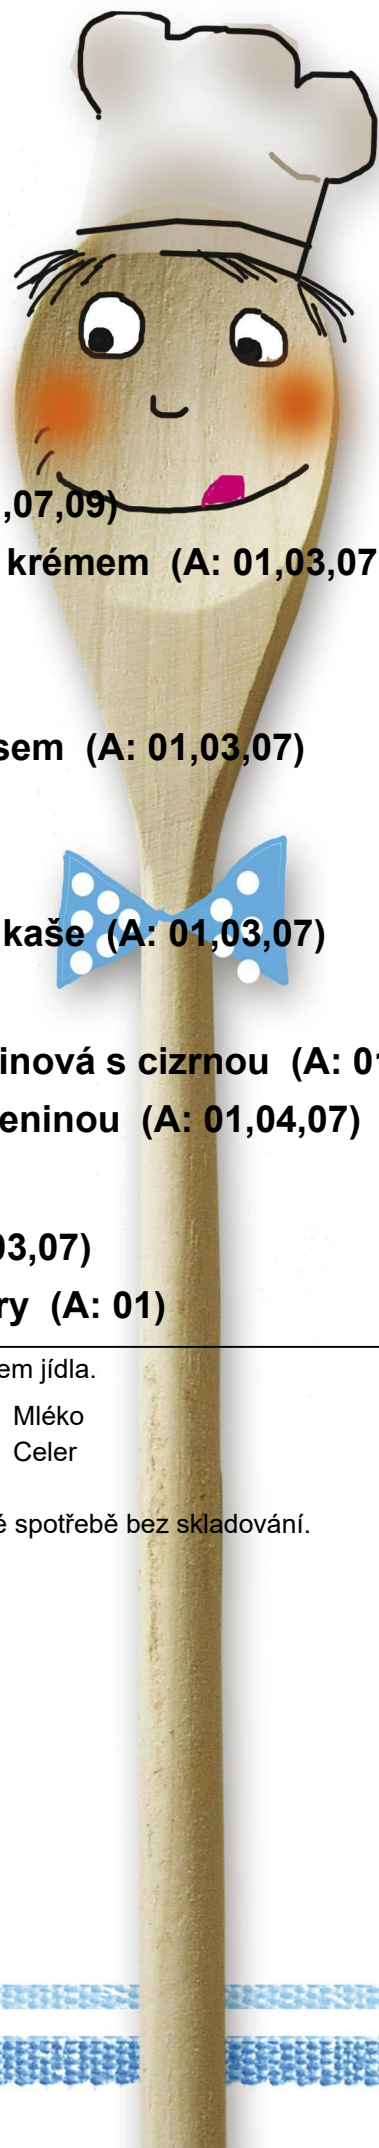 ,07,09)
krémem (A: 01,03,07
sem (A: 01,03,07)
kaše (A: 01,03,07)
inová s cizrnou (A: 01
eninou (A: 01,04,07)
03,07)
ry (A: 01)
em jídla.
Mléko
Celer
é spotřebě bez skladování.